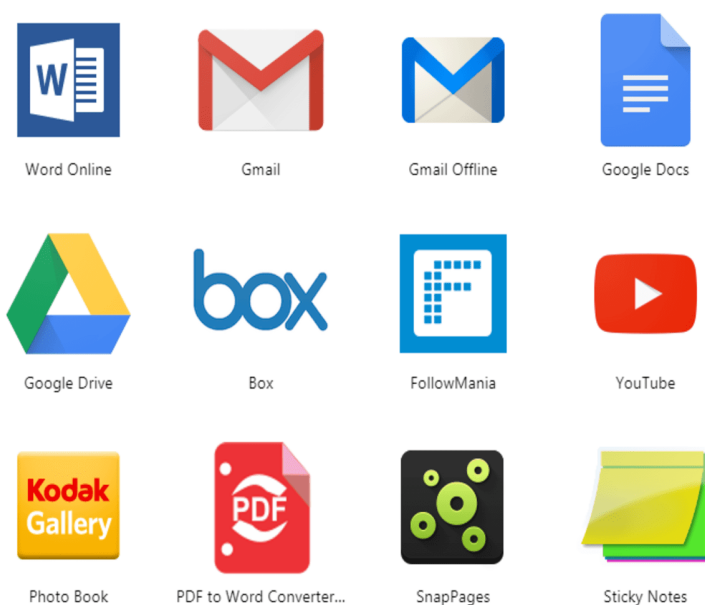 W
Word Online
Gmail
Gmail Offline
Google Docs
box
F
Google Drive
Box
FollowMania
YouTube
Kodak
Gallery
PDF
Photo Book
PDF to Word Converter...
SnapPages
Sticky Notes